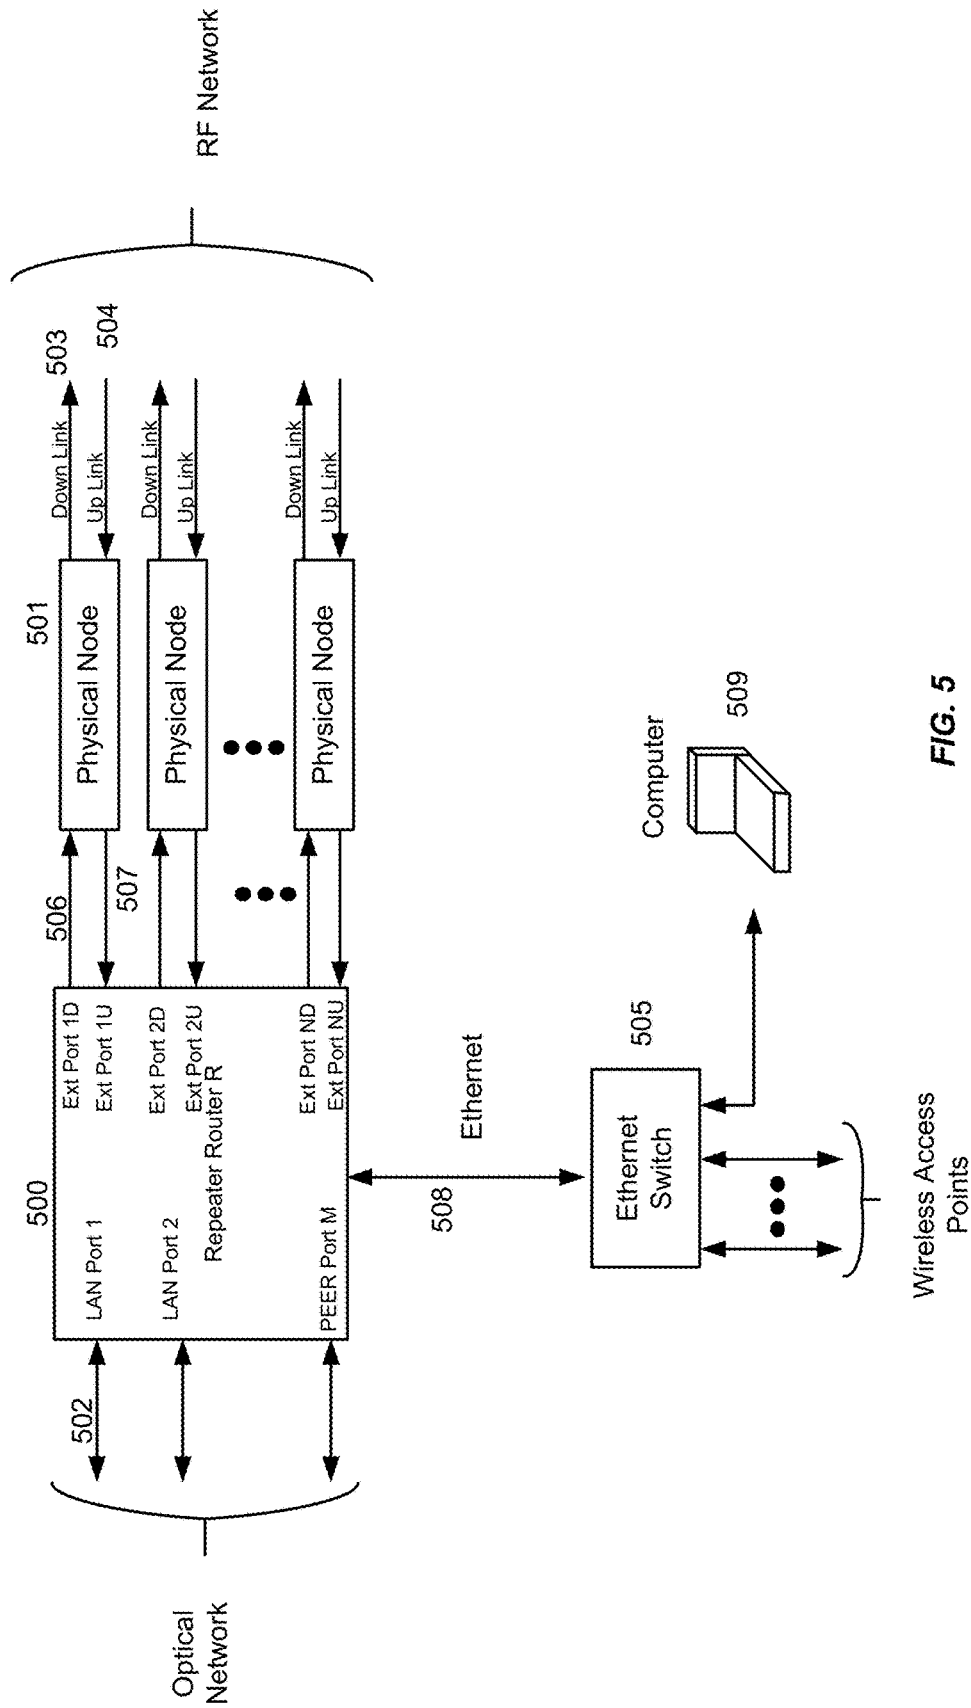 Optical
Network
502
500
LAN Port 1
LAN Port 2
PEER Port M
Repeater Router R
Ext Port 1D
Ext Port 1U
Ext Port 2D
Ext Port 2U
Ext Port ND
Ext Port NU
506
507
501
Physical Node
Physical Node
Physical Node
Down Link
Up Link
Down Link
Up Link
Down Link
Up Link
503
504
RF Network
508
Ethernet
Ethernet
Switch
505
Wireless Access
Points
Computer
509
FIG. 5